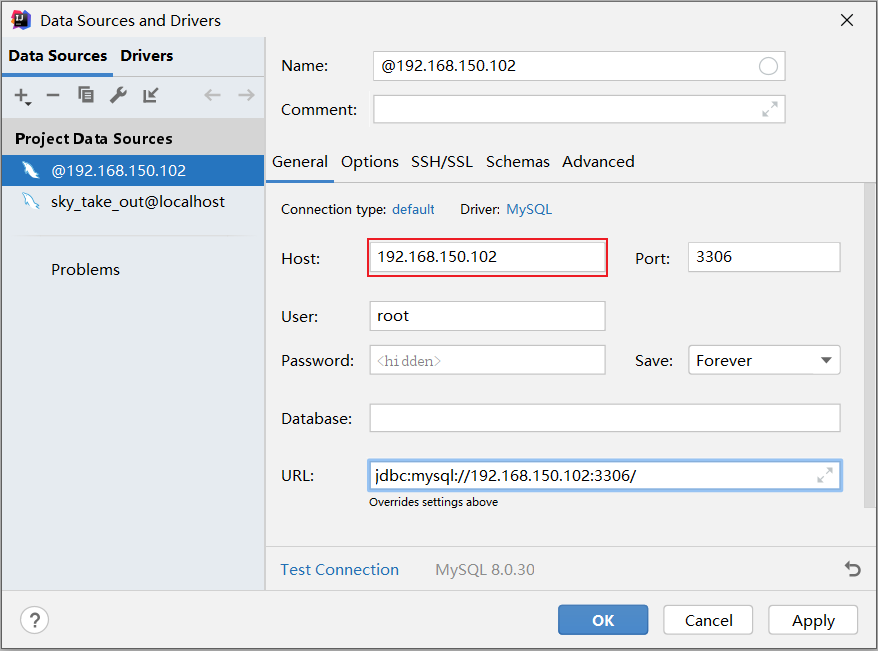 Data Sources and Drivers
Data Sources Drivers
Project Data Sources
@192.168.150.102
sky_take_out@localhost
Problems
Name: @192.168.150.102
Comment:
General Options SSH/SSL Schemas Advanced
Connection type: default Driver: MySQL
Host: 192.168.150.102 Port: 3306
User: root
Password: <hidden> Save: Forever
Database:
URL: jdbc:mysql://192.168.150.102:3306/
Overrides settings above
Test Connection MySQL 8.0.30
? OK Cancel Apply